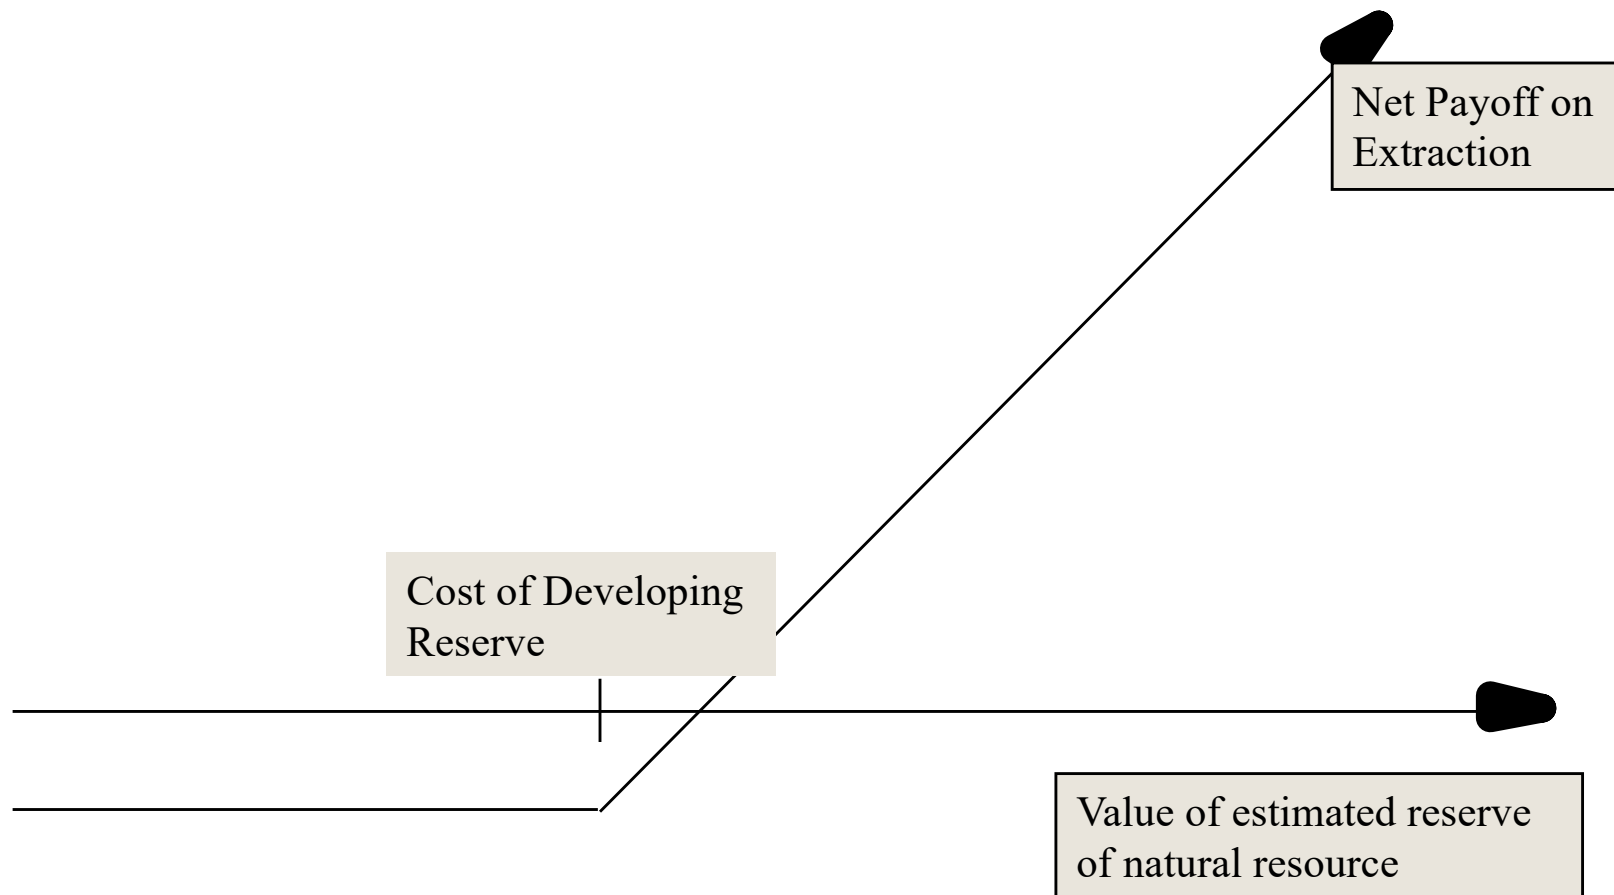 Net Payoff on
Extraction
Cost of Developing
Reserve
Value of estimated reserve
of natural resource